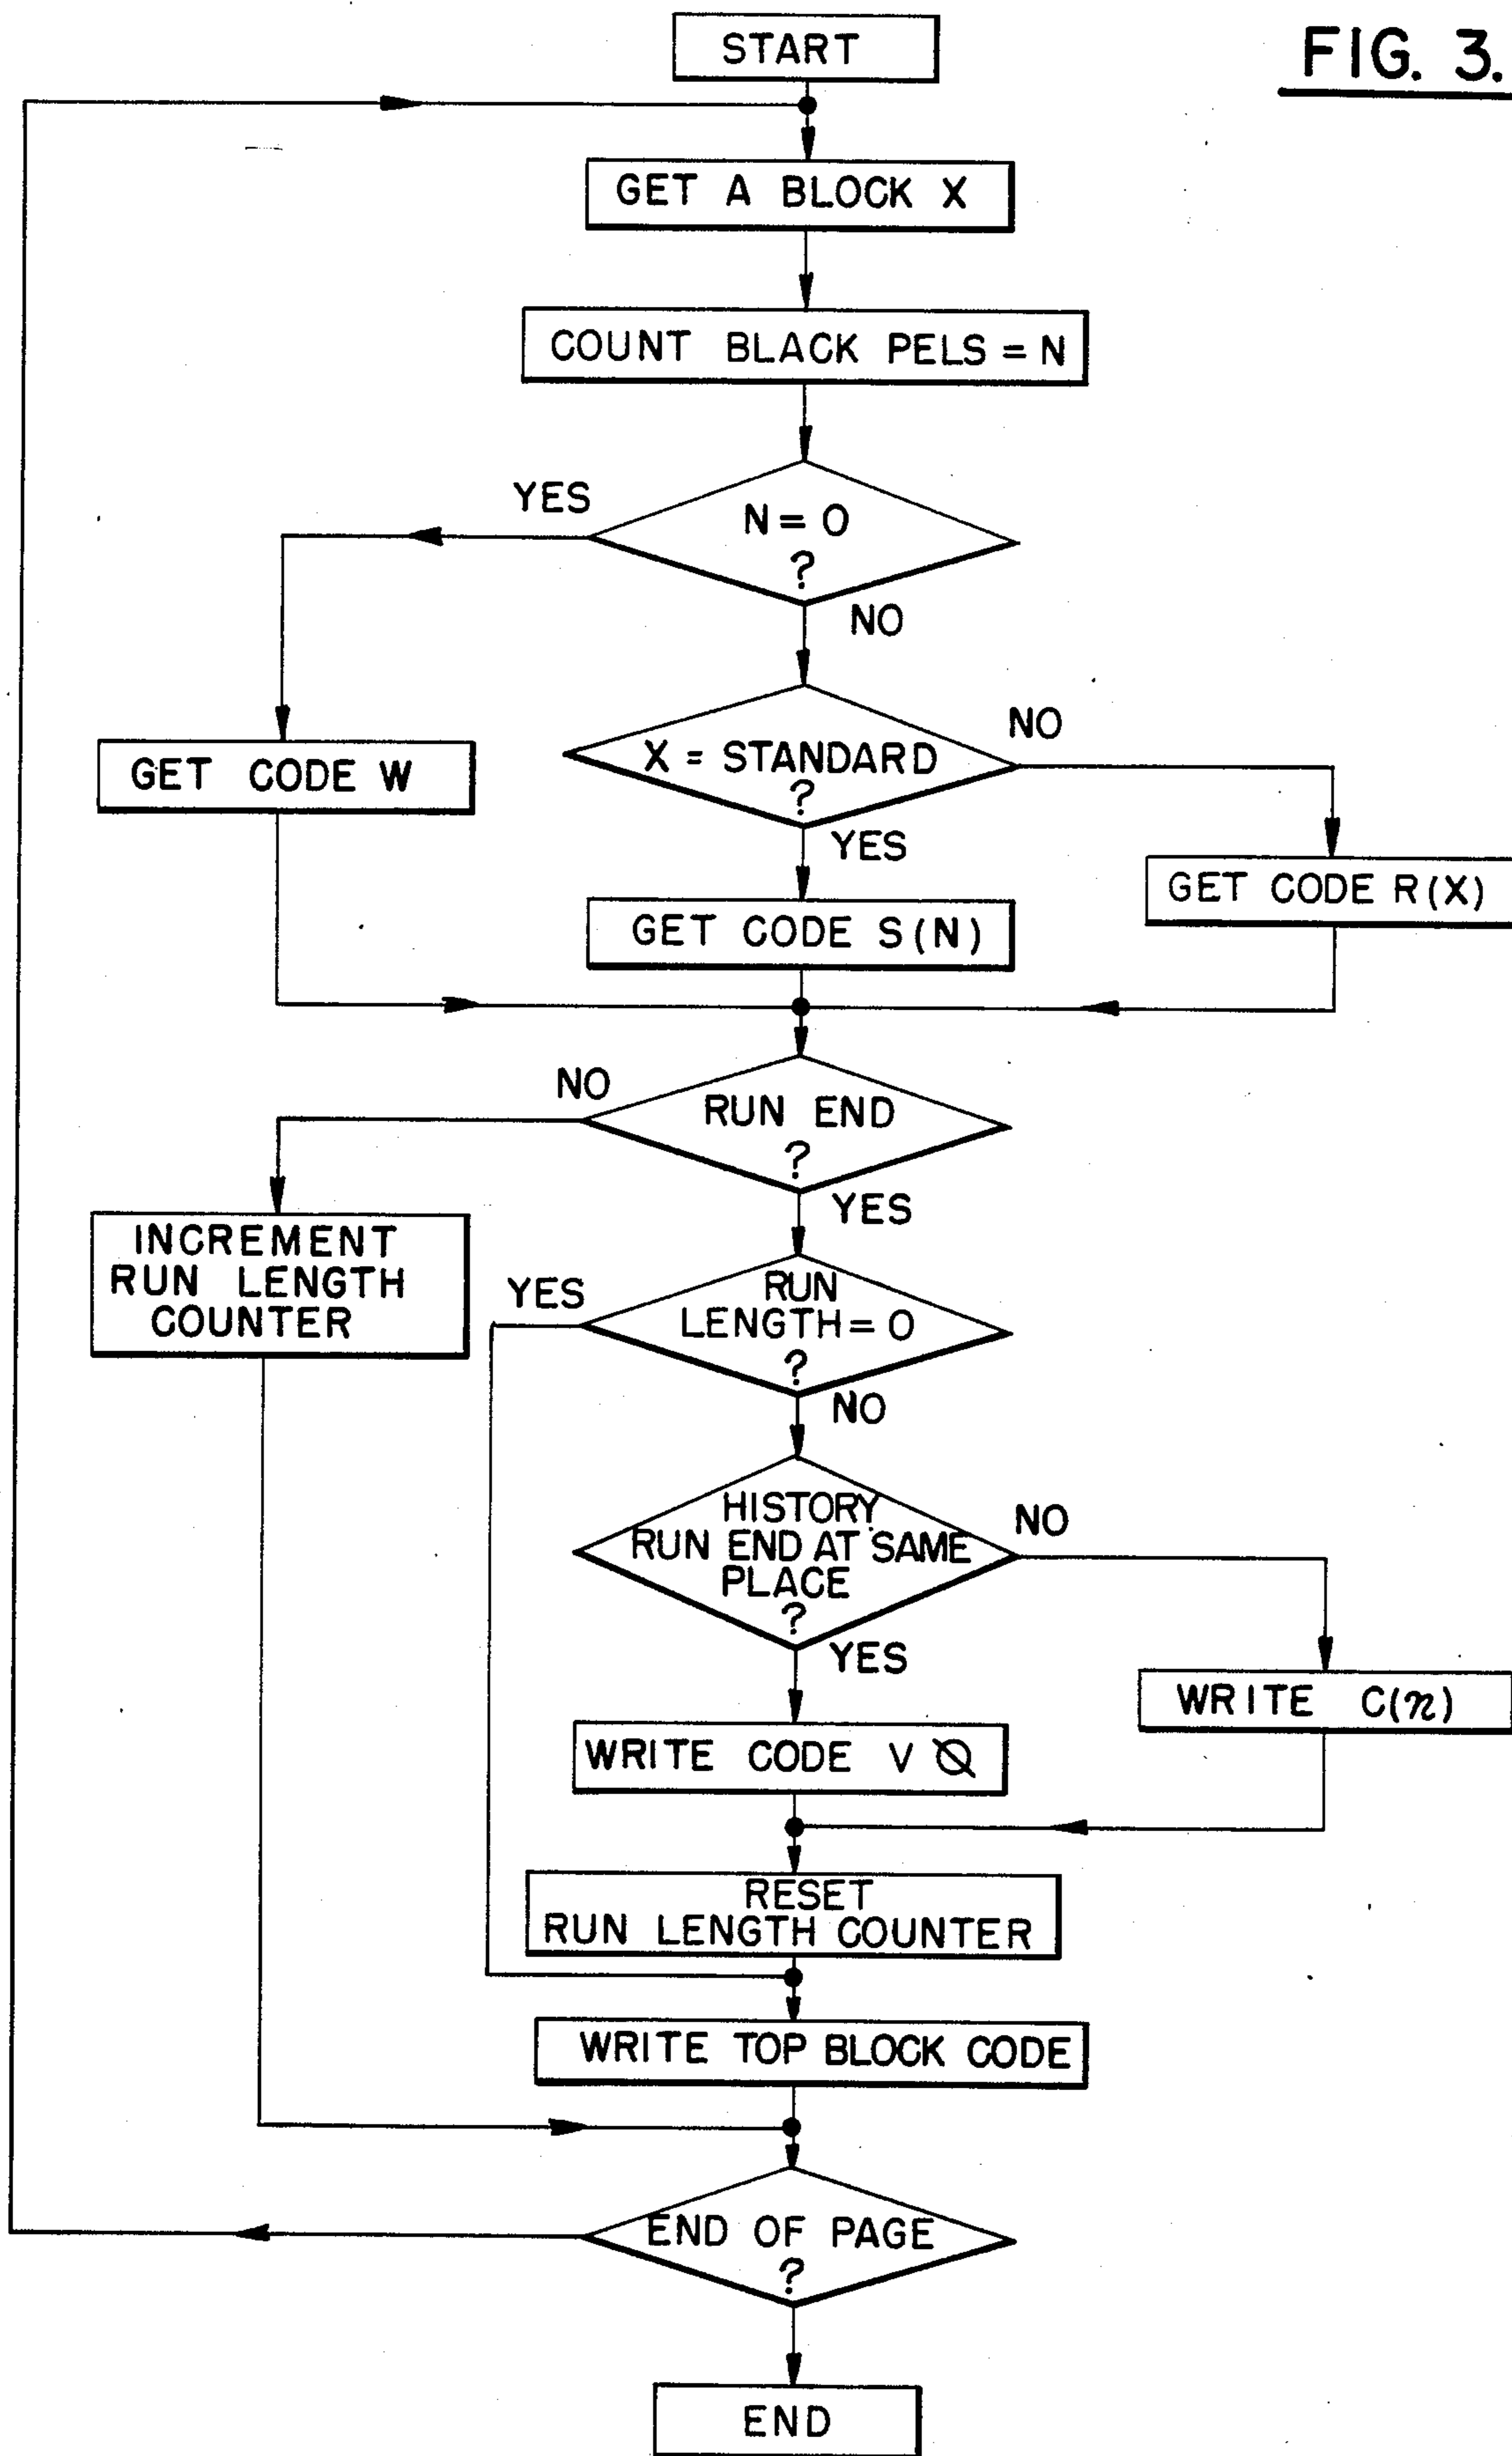 FIG. 3.
START
GET A BLOCK X
COUNT BLACK PELS = N
YES
N = 0
?
NO
X = STANDARD
?
NO
GET CODE W
YES
GET CODE R(X)
GET CODE S(N)
NO
RUN END
?
YES
INCREMENT
RUN LENGTH
COUNTER
YES
RUN
LENGTH = 0
?
NO
HISTORY
RUN END AT SAME
PLACE
?
NO
YES
WRITE C(n)
WRITE CODE V Ø
RESET
RUN LENGTH COUNTER
WRITE TOP BLOCK CODE
END OF PAGE
?
END